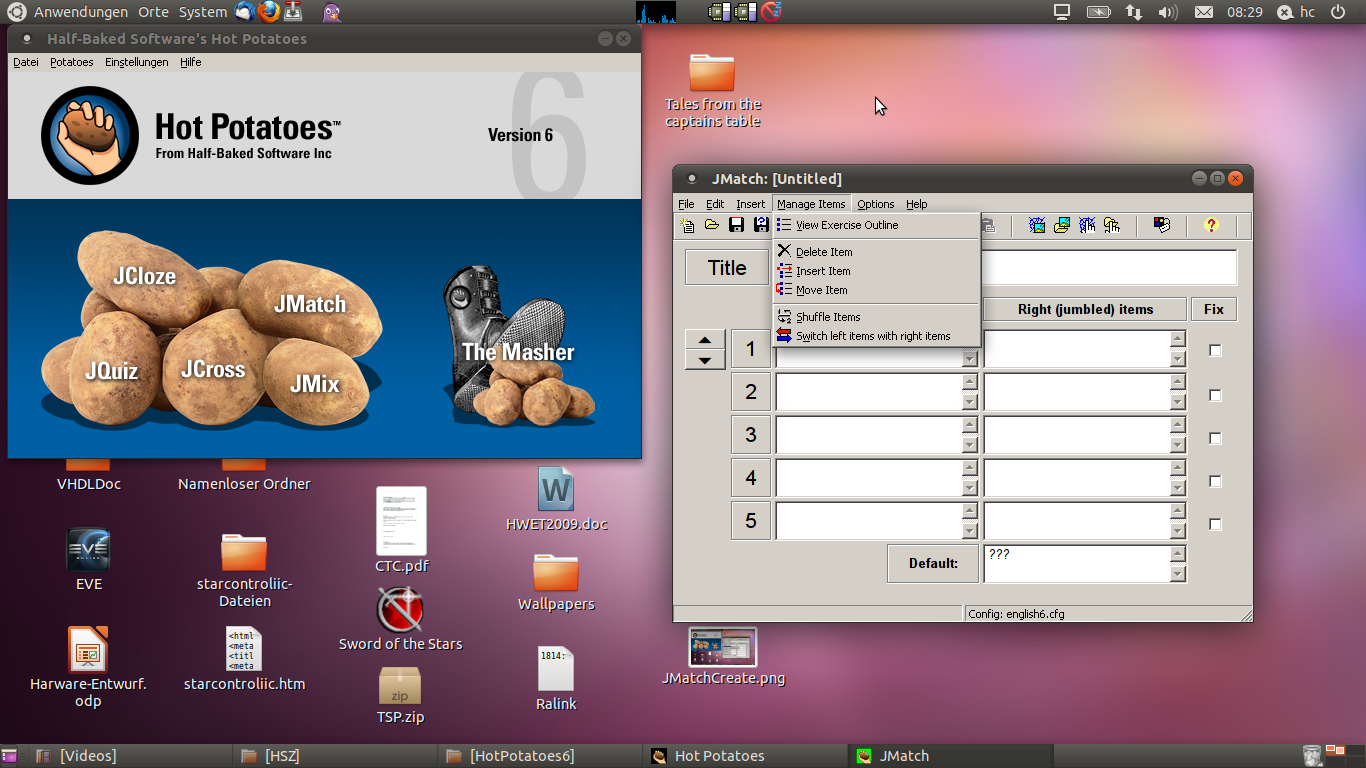 Anwendungen Orte System
08:29 hc
Half-Baked Software's Hot Potatoes
Datei Potatoes Einstellungen Hilfe
6
Hot Potatoes™
From Half-Baked Software Inc
Version 6
JCloze
JMatch
JQuiz
JCross
JMix
The Masher
Tales from the
captains table
JMatch: [Untitled]
File Edit Insert Manage Items Options Help
View Exercise Outline
Delete Item
Insert Item
Move Item
Shuffle Items
Switch left items with right items
Title
Right (jumbled) items Fix
1
2
3
4
5
Default: ???
Config: english6.cfg
VHDLDoc
Namenloser Ordner
W
HWET2009.doc
CTC.pdf
EVE
EVE
starcontroliic-
Dateien
Wallpapers
Sword of the Stars
Harware-Entwurf.
odp
<html
<meta
<titl
<meta
starcontroliic.htm
zip
TSP.zip
1814:
Ralink
JMatchCreate.png
[Videos]
[HSZ]
[HotPotatoes6]
Hot Potatoes
JMatch